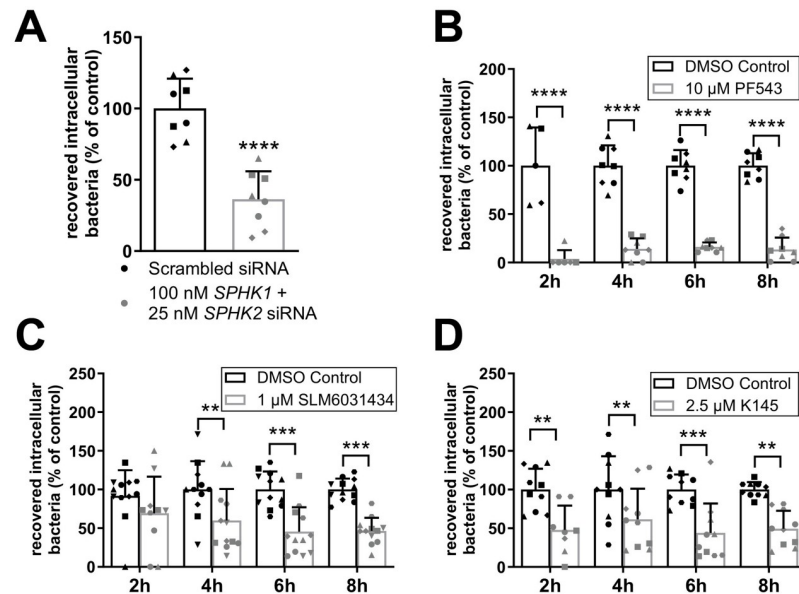 A
recovered intracellular
bacteria (% of control)
150
100
50
0
****
Scrambled siRNA
100 nM SPHK1 +
25 nM SPHK2 siRNA
B
recovered intracellular
bacteria (% of control)
200
150
100
50
0
DMSO Control
10 µM PF543
**** **** **** ****
2h 4h 6h 8h
C
recovered intracellular
bacteria (% of control)
250
200
150
100
50
0
DMSO Control
1 µM SLM6031434
** *** ***
2h 4h 6h 8h
D
recovered intracellular
bacteria (% of control)
250
200
150
100
50
0
DMSO Control
2.5 µM K145
** ** *** **
2h 4h 6h 8h